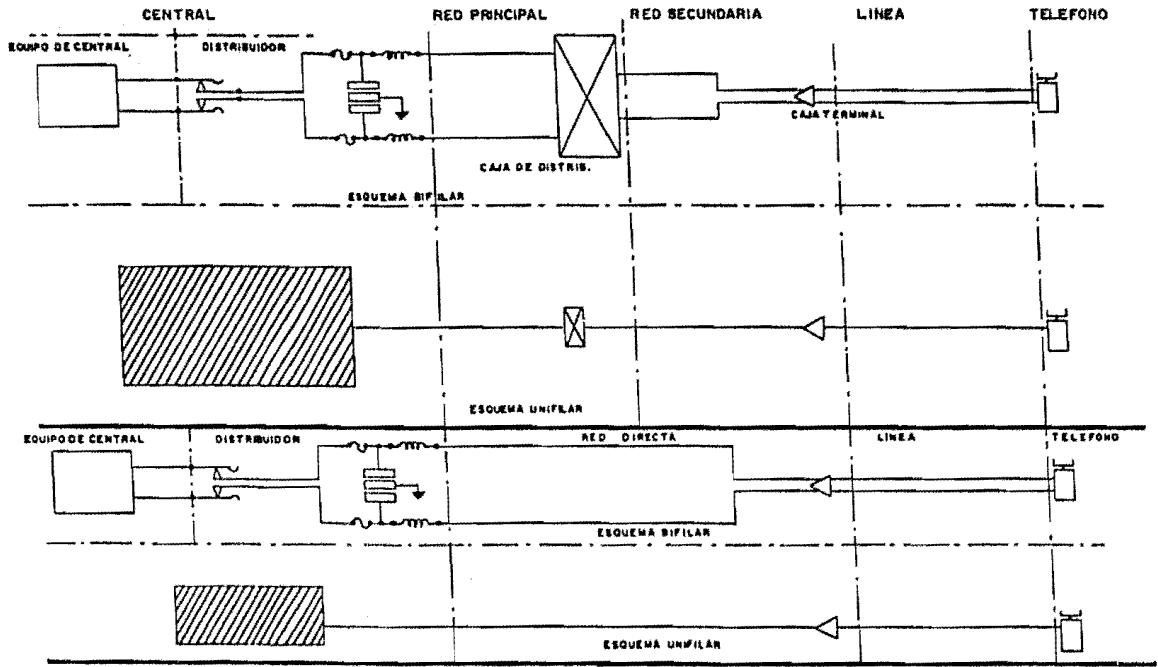 CENTRAL RED PRINCIPAL RED SECUNDARIA LINEA TELEFONO
EQUIPO DE CENTRAL DISTRIBUIDOR
CAJA TERMINAL
CAJA DE DISTRIB.
ESQUEMA BIFILAR
ESQUEMA UNIFILAR
EQUIPO DE CENTRAL DISTRIBUIDOR RED DIRECTA LINEA TELEFONO
ESQUEMA BIFILAR
ESQUEMA UNIFILAR